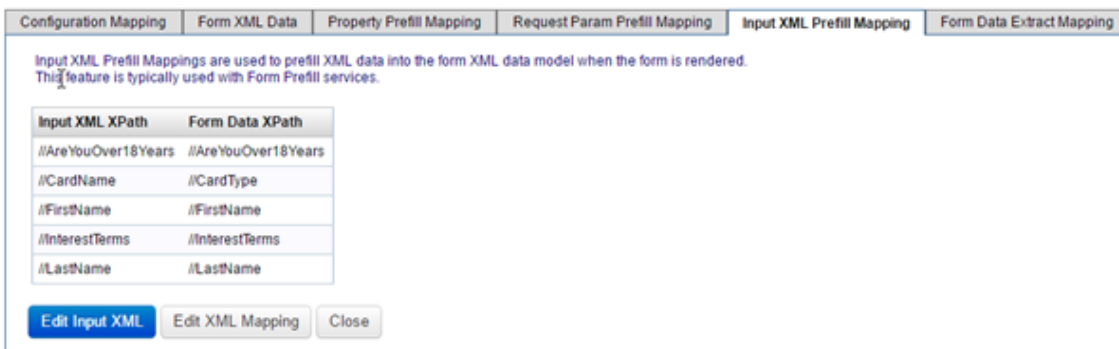 Configuration Mapping Form XML Data Property Prefill Mapping Request Param Prefill Mapping Input XML Prefill Mapping Form Data Extract Mapping
Input XML Prefill Mappings are used to prefill XML data into the form XML data model when the form is rendered.
This feature is typically used with Form Prefill services.
Input XML XPath Form Data XPath
//AreYouOver18Years //AreYouOver18Years
//CardName //CardType
//FirstName //FirstName
//InterestTerms //InterestTerms
//LastName //LastName
Edit Input XML Edit XML Mapping Close